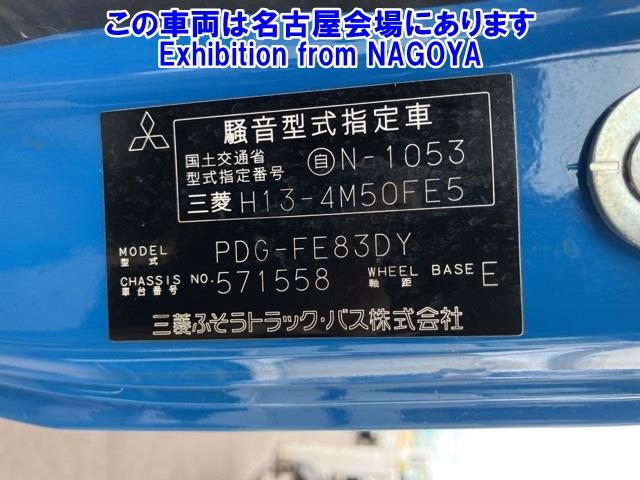 この車両は名古屋会場にあります
Exhibition from NAGOYA
騒音型式指定車
国土交通省
型式指定番号 自N-1053
三菱 H13-4M50FE5
MODEL
型式 PDG-FE83DY
CHASSIS NO.
車台番号 571558
WHEEL BASE
軸距 E
三菱ふそうトラック・バス株式会社